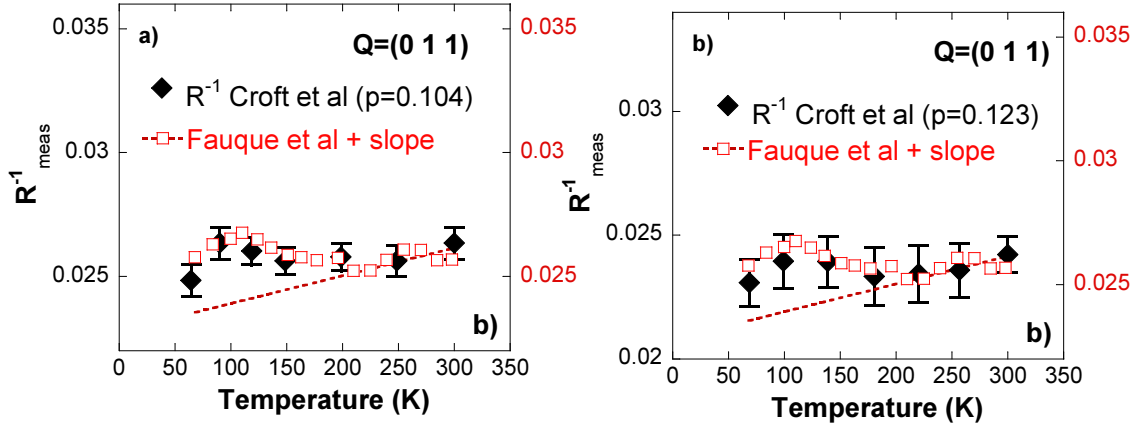 0.035
0.03
0.025
R⁻¹meas
a)
Q=(0 1 1)
R⁻¹ Croft et al (p=0.104)
Fauque et al + slope
b)
0.035
0.03
0.025
0 50 100 150 200 250 300 350
Temperature (K)
0.03
0.025
0.02
R⁻¹meas
b)
Q=(0 1 1)
R⁻¹ Croft et al (p=0.123)
Fauque et al + slope
b)
0.035
0.03
0.025
0 50 100 150 200 250 300 350
Temperature (K)